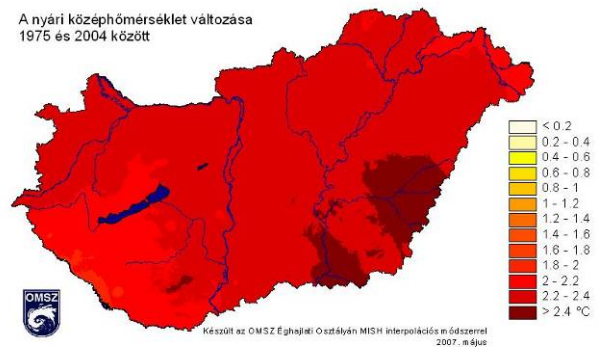 A nyári középhőmérséklet változása
1975 és 2004 között
< 0.2
0.2 - 0.4
0.4 - 0.6
0.6 - 0.8
0.8 - 1
1 - 1.2
1.2 - 1.4
1.4 - 1.6
1.6 - 1.8
1.8 - 2
2 - 2.2
2.2 - 2.4
> 2.4 °C
OMSZ
Készült az OMSZ Éghajlati Osztályán MISH interpolációs módszerrel
2007. május